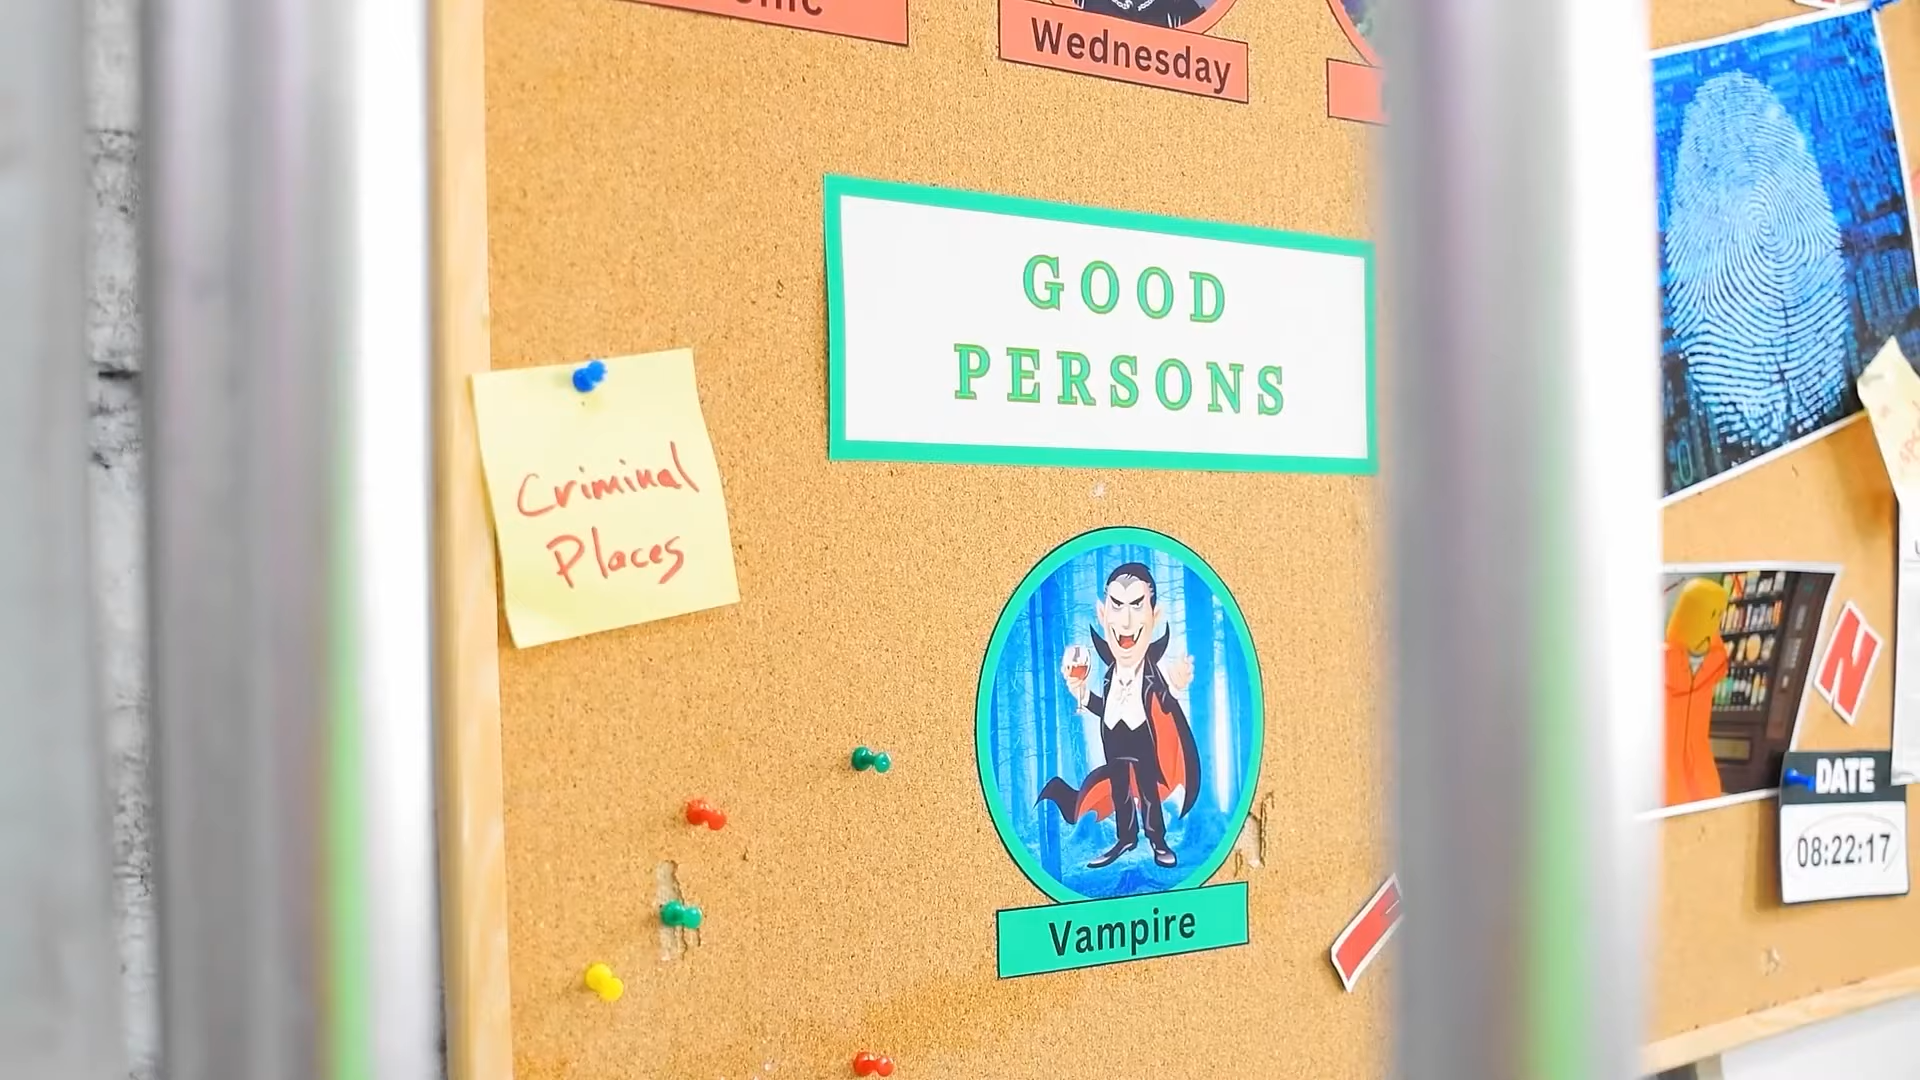 Wednesday
GOOD
PERSONS
Criminal
Places
Vampire
N
DATE
08:22:17